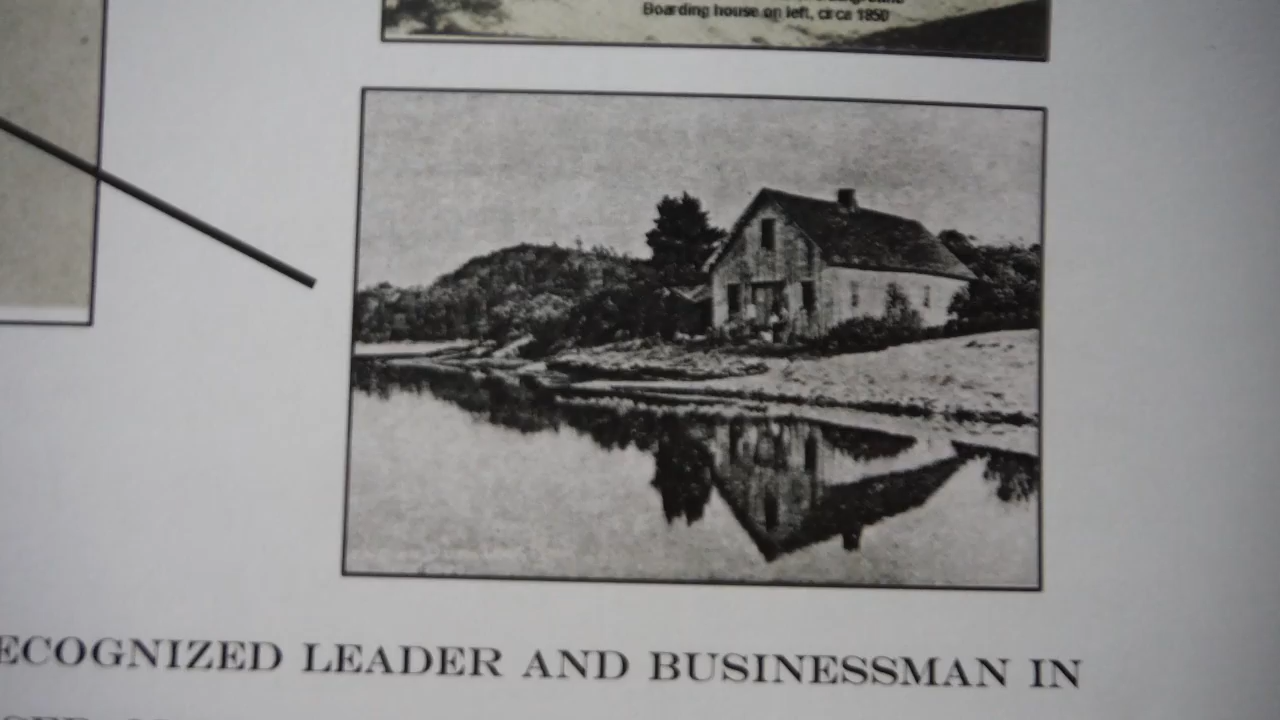 Boarding house on left, circa 1850
ECOGNIZED LEADER AND BUSINESSMAN IN